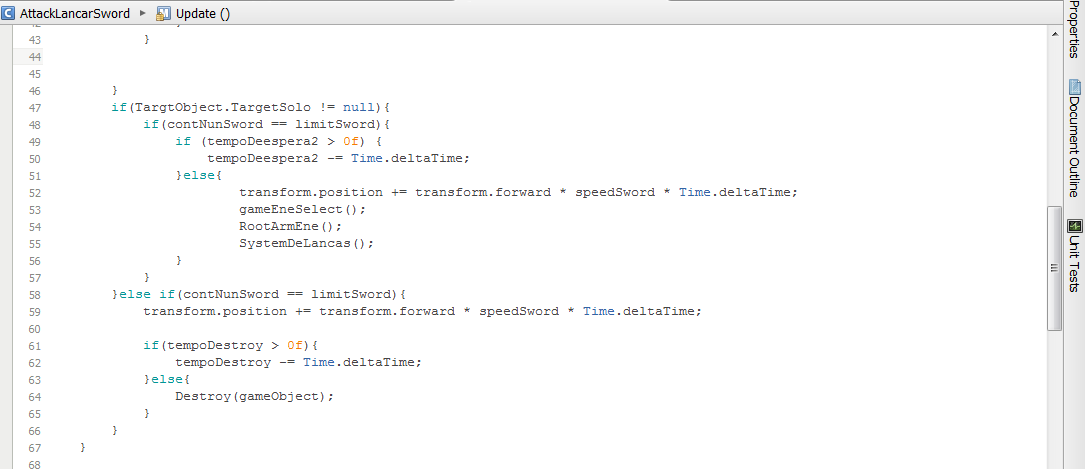 AttackLancarSword ▸ Update ()
42 }
43 }
44
45
46 }
47 if(TargtObject.TargetSolo != null){
48 if(contNunSword == limitSword){
49 if (tempoDeespera2 > 0f) {
50 tempoDeespera2 -= Time.deltaTime;
51 }else{
52 transform.position += transform.forward * speedSword * Time.deltaTime;
53 gameEneSelect();
54 RootArmEne();
55 SystemDeLancas();
56 }
57 }
58 }else if(contNunSword == limitSword){
59 transform.position += transform.forward * speedSword * Time.deltaTime;
60
61 if(tempoDestroy > 0f){
62 tempoDestroy -= Time.deltaTime;
63 }else{
64 Destroy(gameObject);
65 }
66 }
67 }
68
Properties
Document Outline
Unit Tests